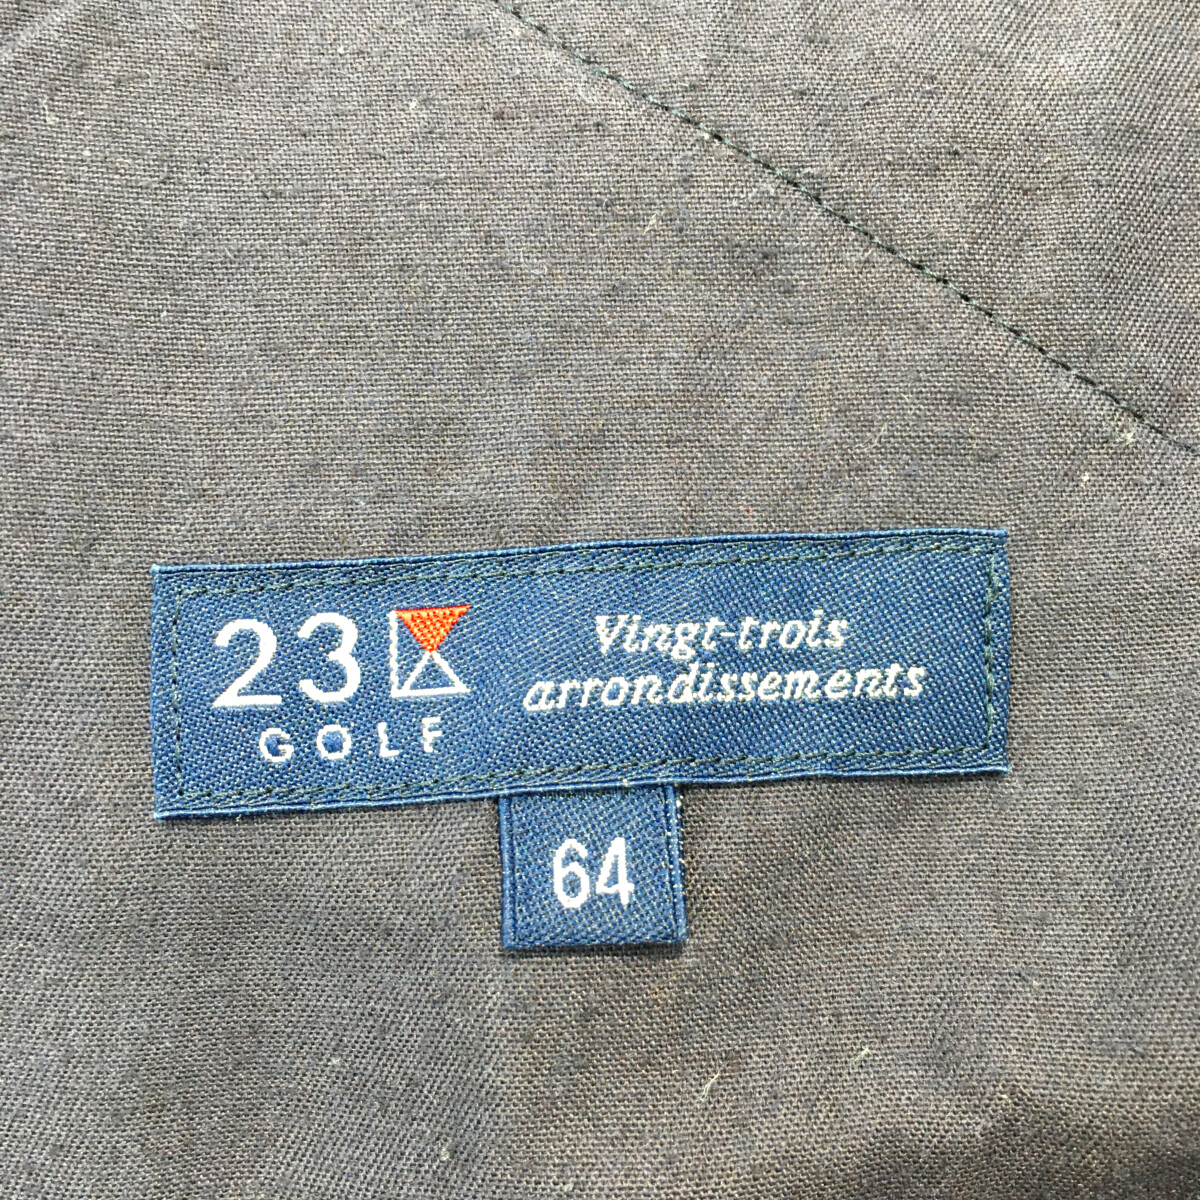 23
GOLF
Vingt-trois
arrondissements
64